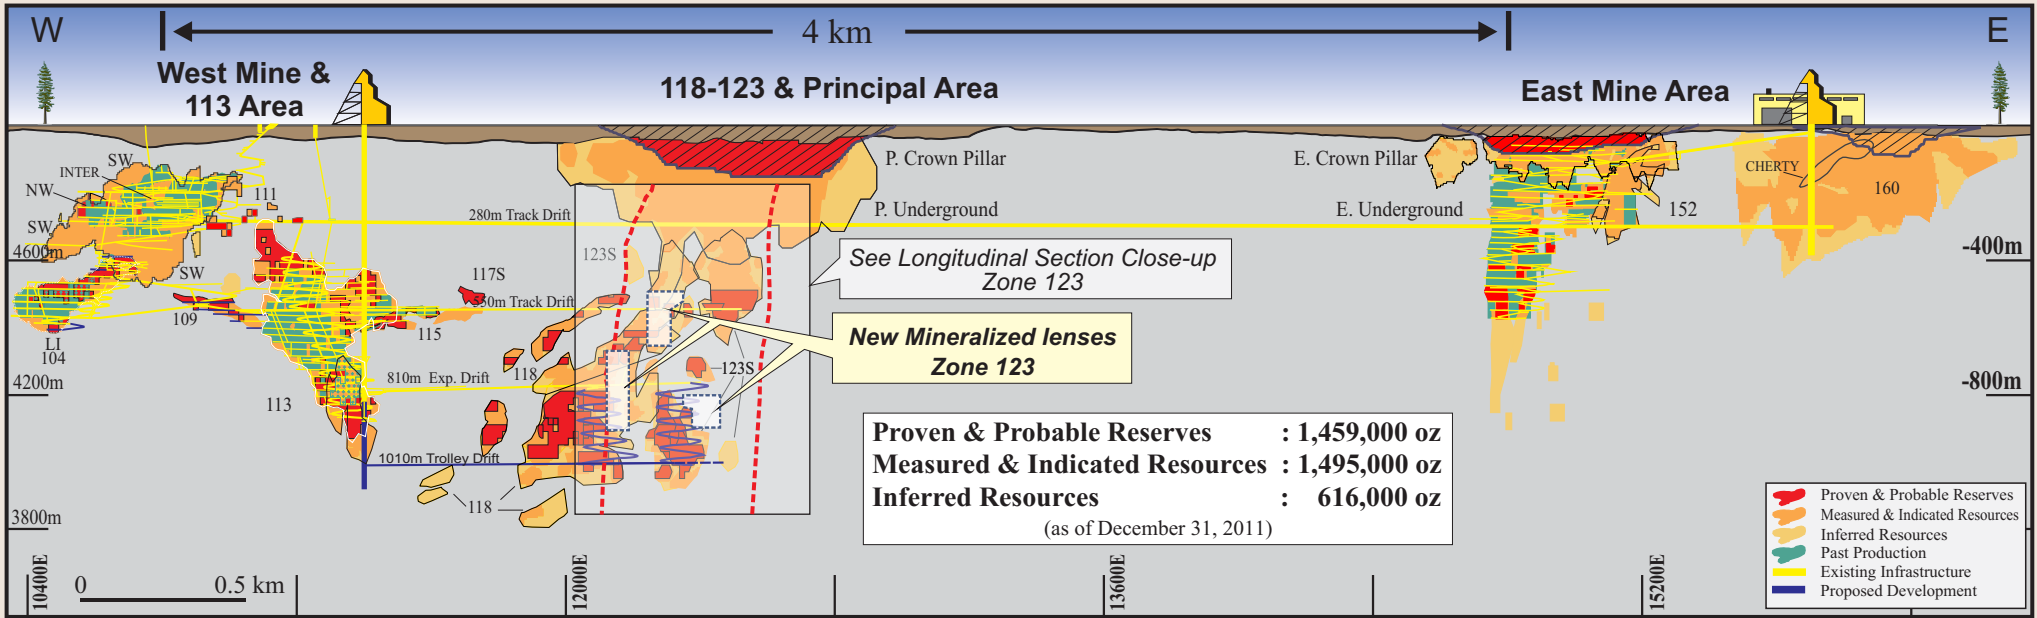 W
4 km
E
West Mine &
113 Area
118-123 & Principal Area
East Mine Area
SW
INTER
NW
111
SW
4600m
SW
109
LI
104
113
117S
115
280m Track Drift
550m Track Drift
810m Exp. Drift
1010m Trolley Drift
118
118
123S
123S
P. Crown Pillar
P. Underground
E. Crown Pillar
E. Underground
152
CHERTY
160
-400m
See Longitudinal Section Close-up
Zone 123
New Mineralized lenses
Zone 123
4200m
-800m
3800m
Proven & Probable Reserves : 1,459,000 oz
Measured & Indicated Resources : 1,495,000 oz
Inferred Resources : 616,000 oz
(as of December 31, 2011)
Proven & Probable Reserves
Measured & Indicated Resources
Inferred Resources
Past Production
Existing Infrastructure
Proposed Development
10400E
0 0.5 km
12000E
13600E
15200E